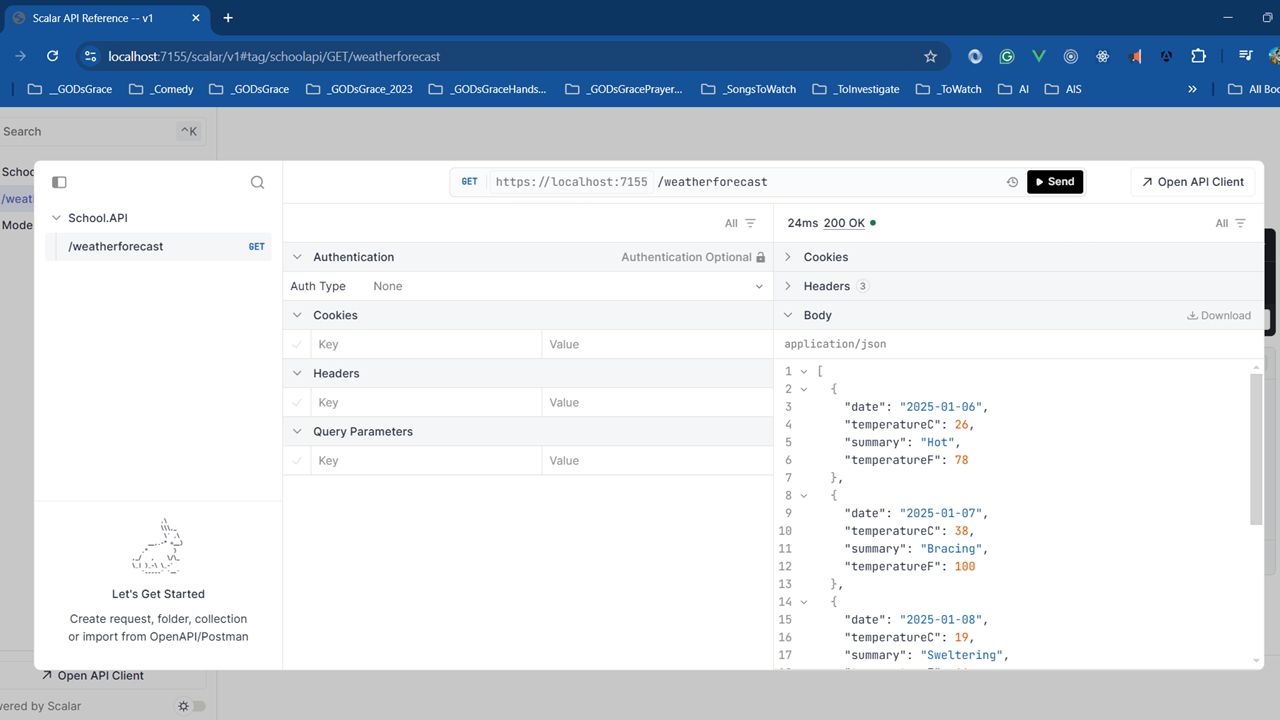 Scalar API Reference -- v1
localhost:7155/scalar/v1#tag/schoolapi/GET/weatherforecast
__GODsGrace _Comedy _GODsGrace _GODsGrace_2023 _GODsGraceHands... _GODsGracePrayer... _SongsToWatch _ToInvestigate _ToWatch AI AIS » All Boo
Search ^K
Schoo
/weat
Mode
School.API
/weatherforecast GET
Let's Get Started
Create request, folder, collection
or import from OpenAPI/Postman
GET https://localhost:7155 /weatherforecast Send Open API Client
All
Authentication Authentication Optional
Auth Type None
Cookies
Key Value
Headers
Key Value
Query Parameters
Key Value
24ms 200 OK All
Cookies
Headers 3
Body Download
application/json
1 [
2 {
3 "date": "2025-01-06",
4 "temperatureC": 26,
5 "summary": "Hot",
6 "temperatureF": 78
7 },
8 {
9 "date": "2025-01-07",
10 "temperatureC": 38,
11 "summary": "Bracing",
12 "temperatureF": 100
13 },
14 {
15 "date": "2025-01-08",
16 "temperatureC": 19,
17 "summary": "Sweltering",
Open API Client
wered by Scalar